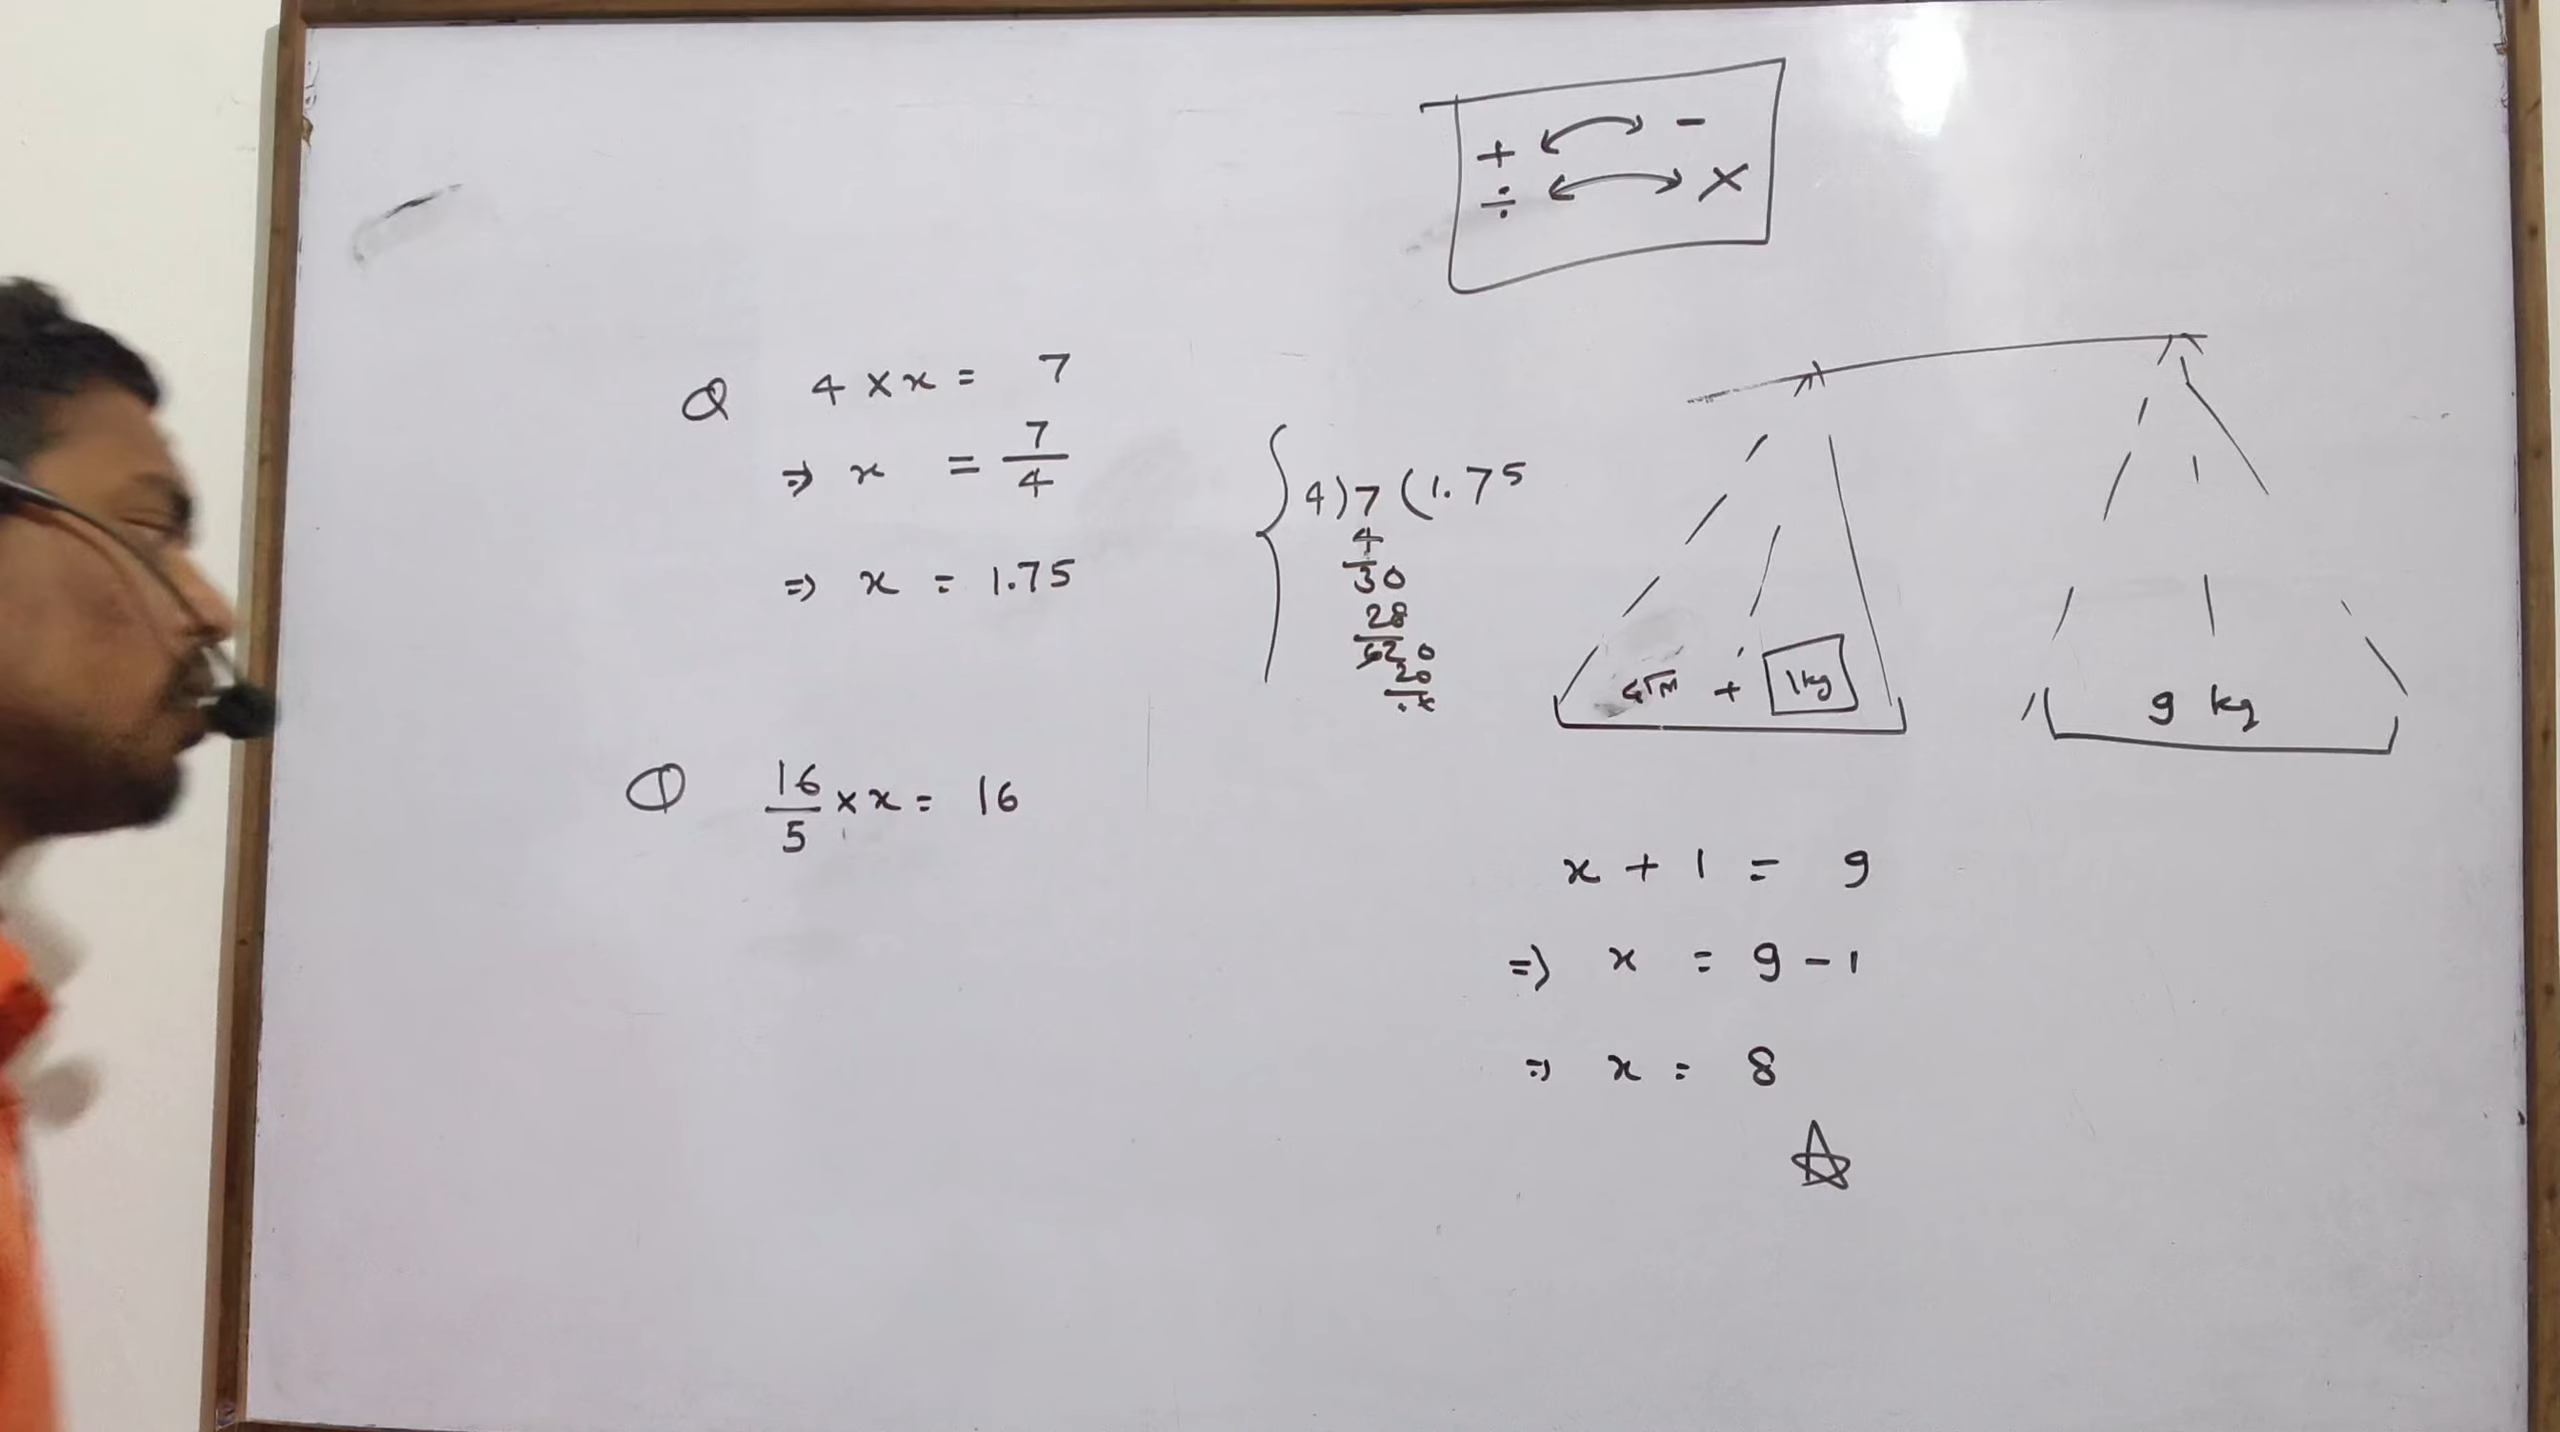 + ↔ -
÷ ↔ ×
Q 4 × x = 7
⇒ x = 7/4
⇒ x = 1.75
4)7(1.75
4
30
28
20
20
×
+ 1kg
9 kg
Q 16/5 × x = 16
x + 1 = 9
⇒ x = 9 - 1
⇒ x = 8